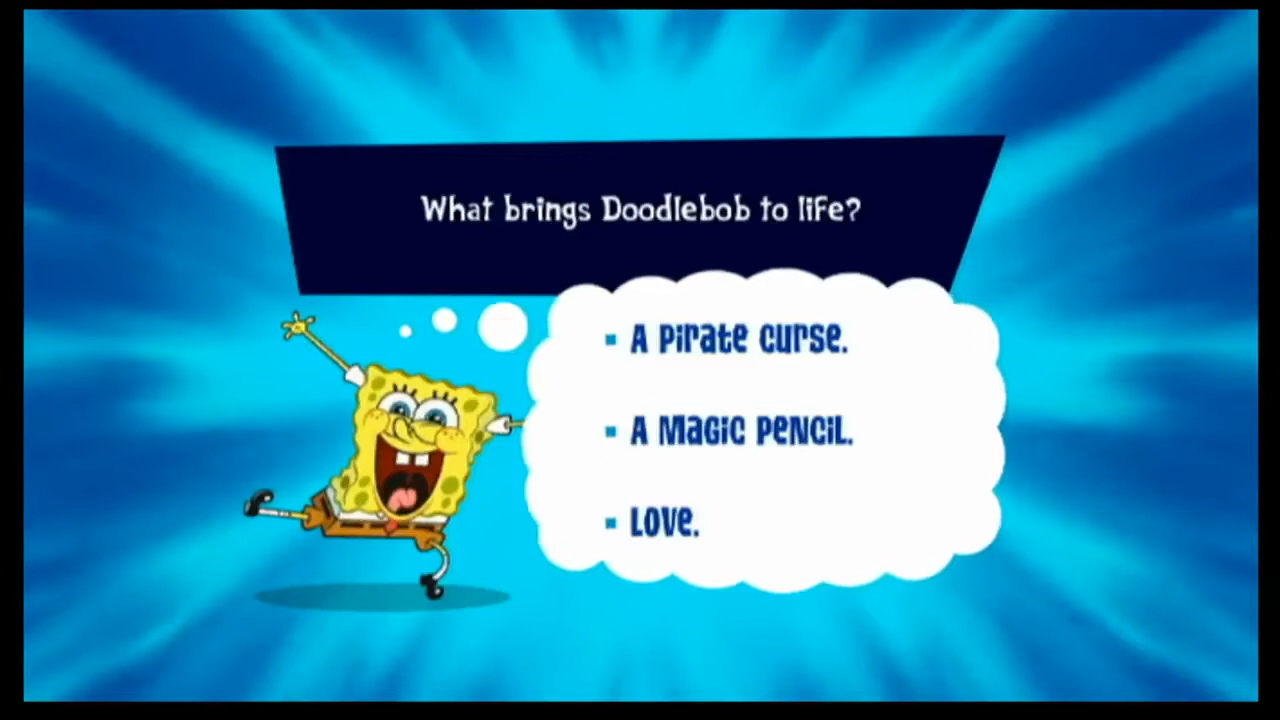 What brings Doodlebob to life?
A Pirate Curse.
A Magic Pencil.
Love.